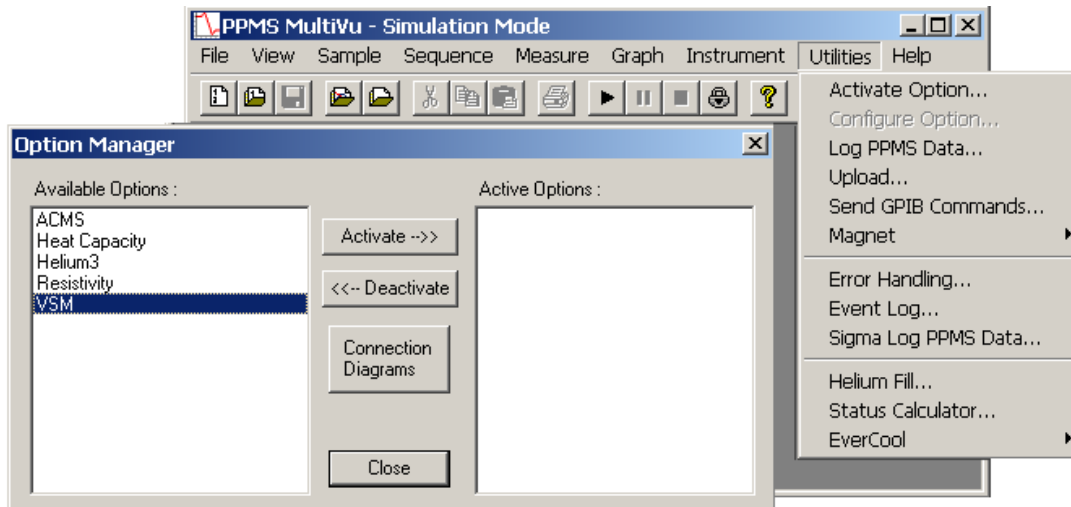 PPMS MultiVu - Simulation Mode
File View Sample Sequence Measure Graph Instrument Utilities Help
Activate Option...
Configure Option...
Log PPMS Data...
Upload...
Send GPIB Commands...
Magnet
Error Handling...
Event Log...
Sigma Log PPMS Data...
Helium Fill...
Status Calculator...
EverCool
Option Manager
Available Options :
ACMS
Heat Capacity
Helium3
Resistivity
VSM
Activate -->>
<<-- Deactivate
Connection
Diagrams
Close
Active Options :